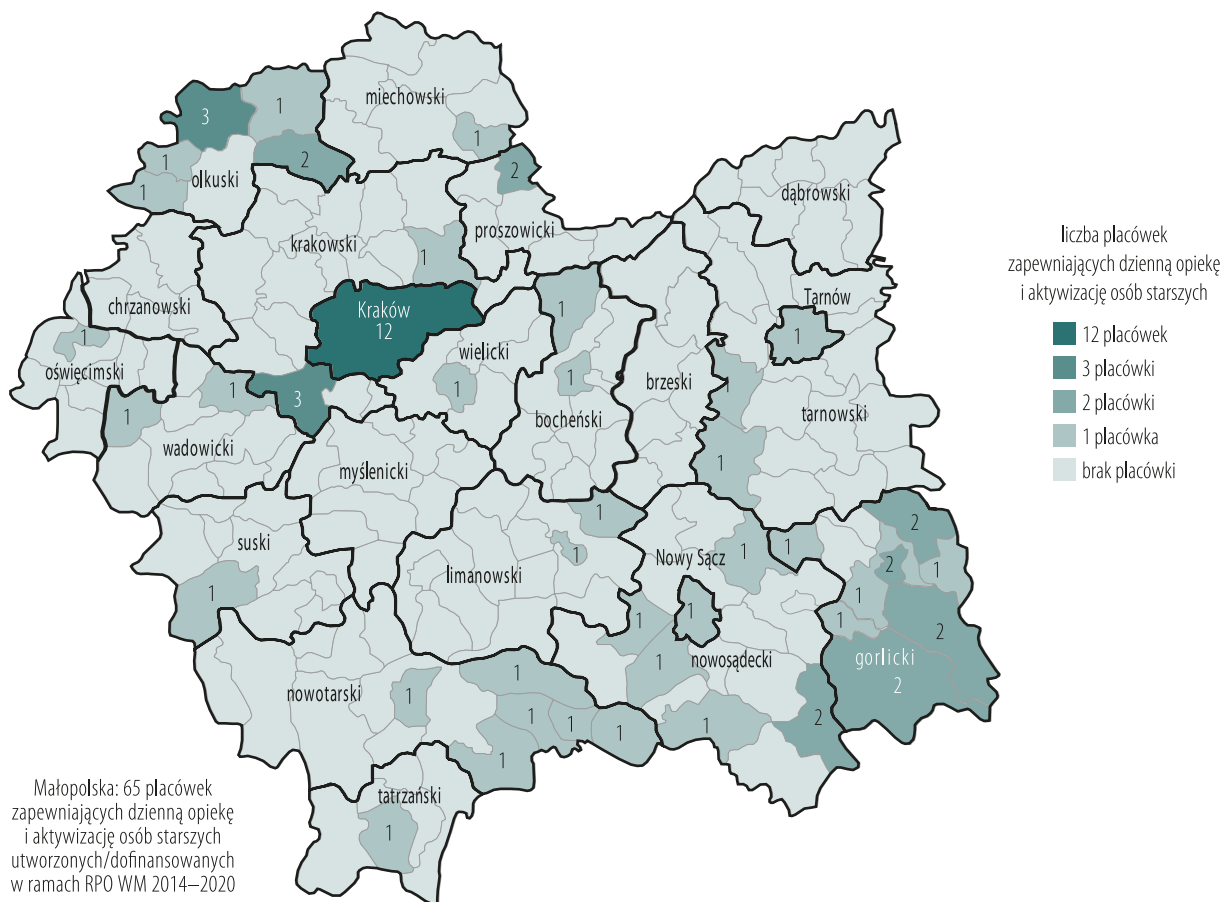 1
miechowski
3
1
1
2
1
olkuski
2
dąbrowski
proszowicki
krakowski
1
liczba placówek
zapewniających dzienną opiekę
i aktywizację osób starszych
12 placówek
3 placówki
2 placówki
1 placówka
brak placówki
chrzanowski
Kraków
12
1
Tarnów
1
1
oświęcimski
wielicki
1
1
brzeski
1
1
3
1
tarnowski
bocheński
wadowicki
1
myślenicki
1
2
suski
1
Nowy Sącz
1
1
2
1
limanowski
1
1
1
1
1
1
2
nowosądecki
1
gorlicki
2
1
nowotarski
1
1
1
1
1
2
1
Małopolska: 65 placówek
zapewniających dzienną opiekę
i aktywizację osób starszych
utworzonych/dofinansowanych
w ramach RPO WM 2014–2020
tatrzański
1